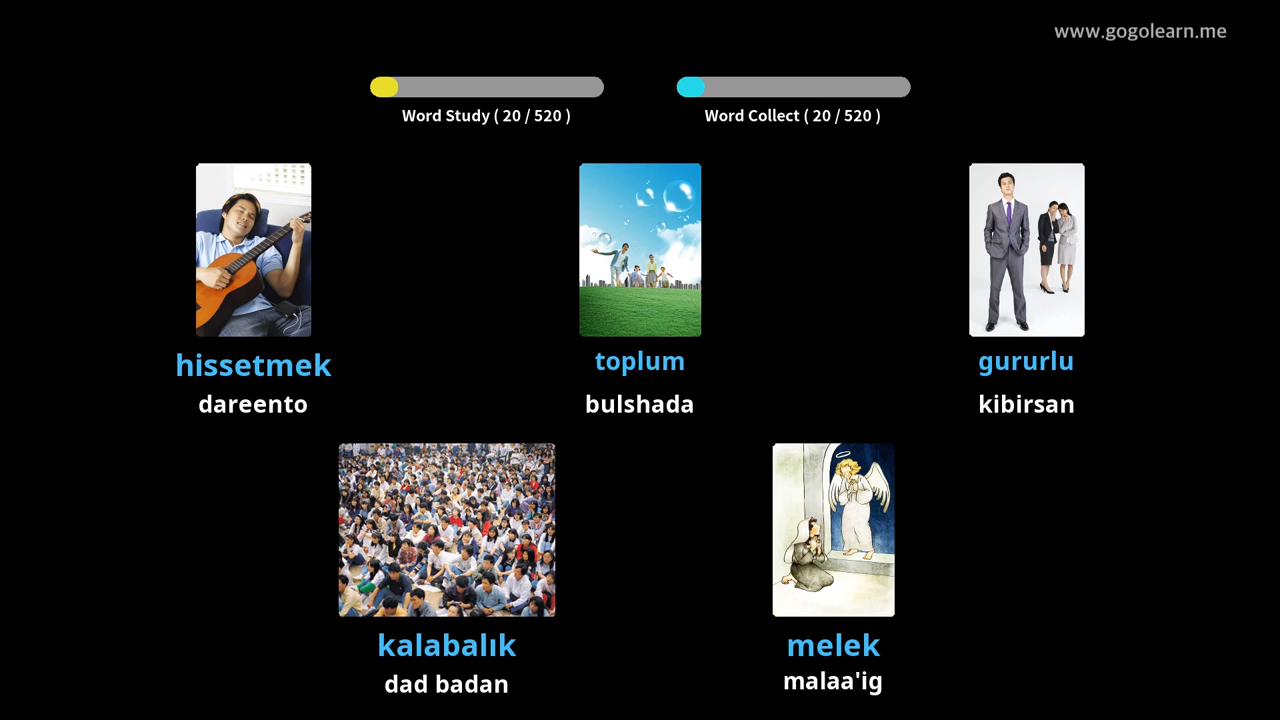 www.gogolearn.me
Word Study ( 20 / 520 )
Word Collect ( 20 / 520 )
hissetmek
dareento
toplum
bulshada
gururlu
kibirsan
kalabalık
dad badan
melek
malaa'ig